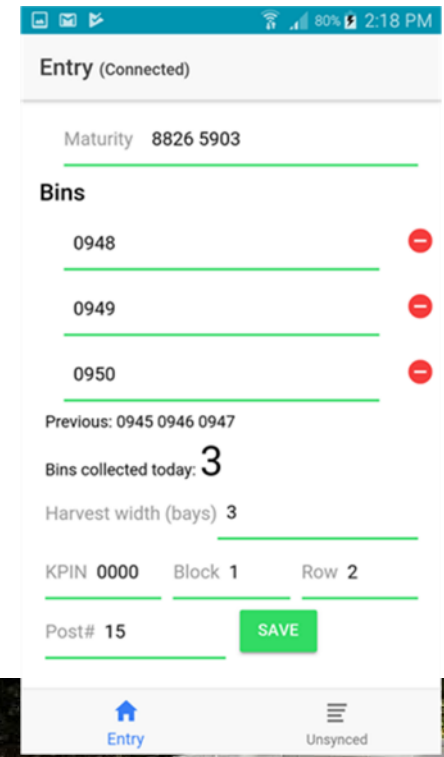 80% 2:18 PM
Entry (Connected)
Maturity 8826 5903
Bins
0948
0949
0950
Previous: 0945 0946 0947
Bins collected today: 3
Harvest width (bays) 3
KPIN 0000 Block 1 Row 2
Post# 15 SAVE
Entry Unsynced